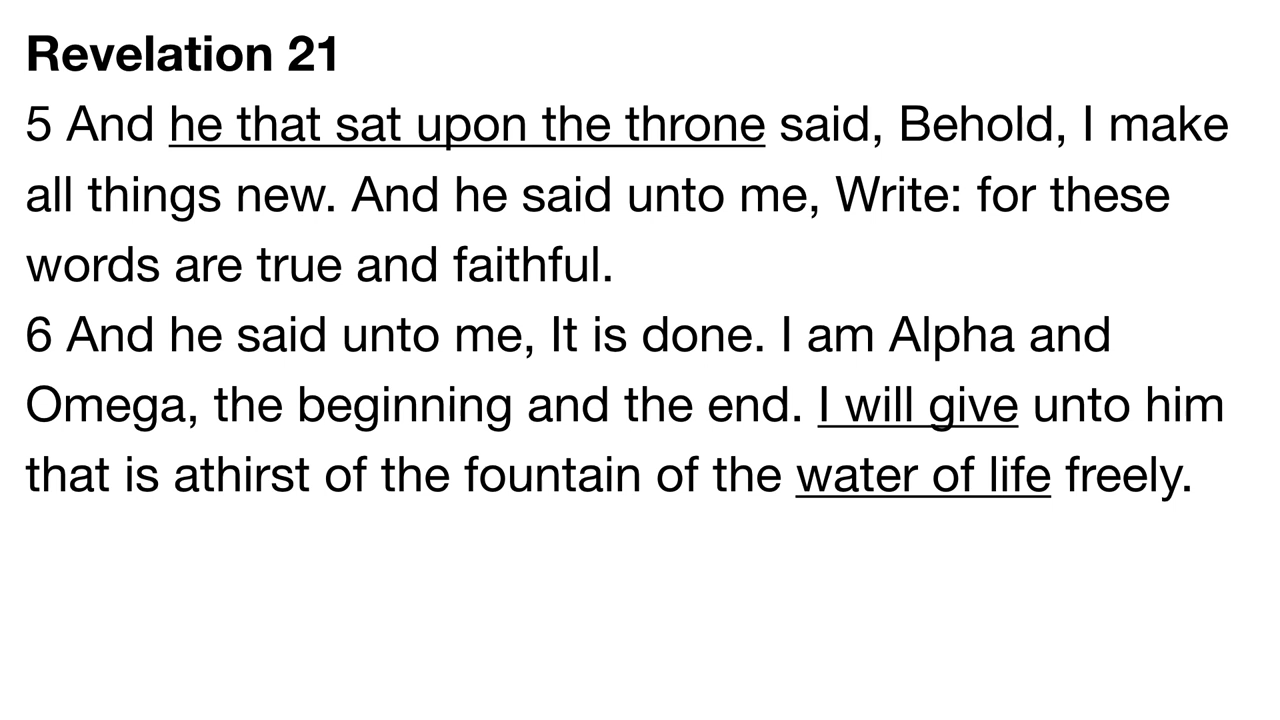 Revelation 21
5 And he that sat upon the throne said, Behold, I make
all things new. And he said unto me, Write: for these
words are true and faithful.
6 And he said unto me, It is done. I am Alpha and
Omega, the beginning and the end. I will give unto him
that is athirst of the fountain of the water of life freely.